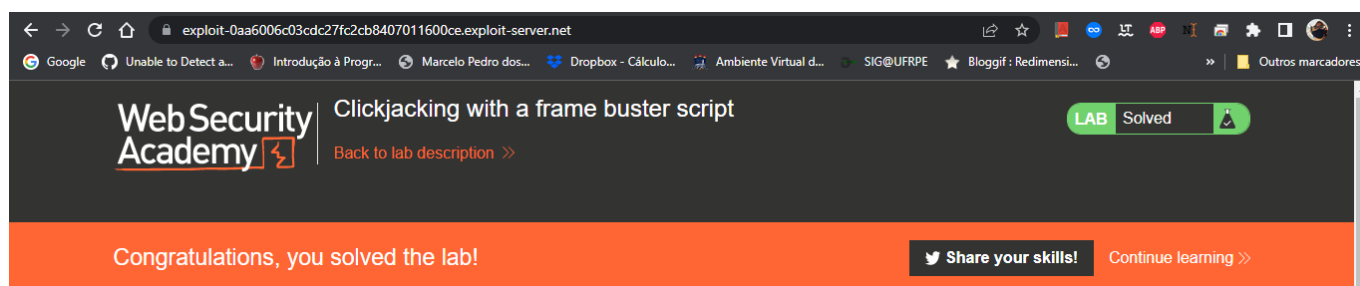 exploit-0aa6006c03cdc27fc2cb8407011600ce.exploit-server.net
Google Unable to Detect a... Introdução à Progr... Marcelo Pedro dos... Dropbox - Cálculo... Ambiente Virtual d... SIG@UFRPE Bloggif : Redimensi... » Outros marcadores
Web Security Academy
Clickjacking with a frame buster script
Back to lab description >>
LAB Solved
Congratulations, you solved the lab!
Share your skills! Continue learning >>